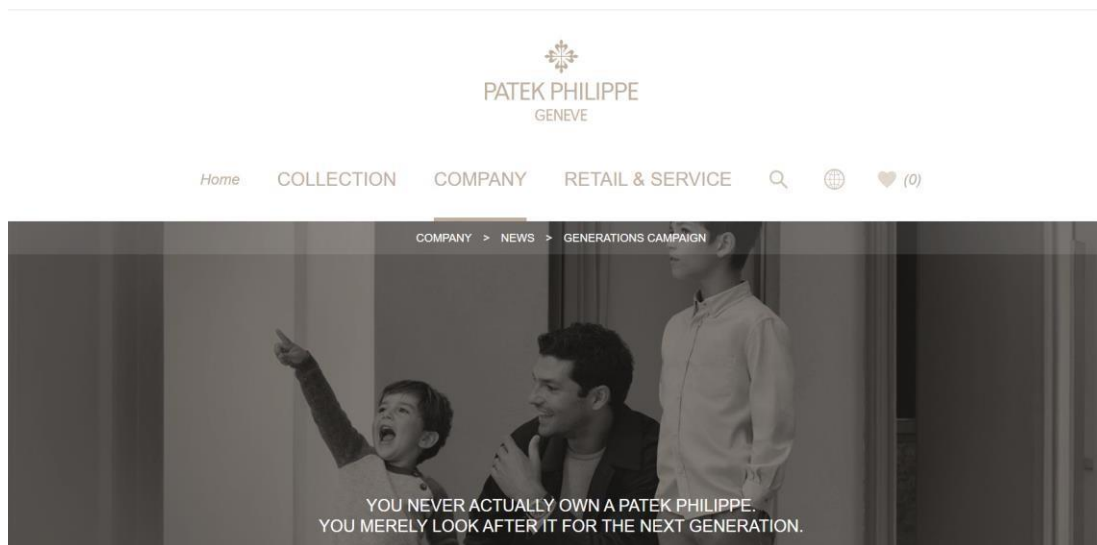 PATEK PHILIPPE
GENEVE
Home COLLECTION COMPANY RETAIL & SERVICE (0)
COMPANY > NEWS > GENERATIONS CAMPAIGN
YOU NEVER ACTUALLY OWN A PATEK PHILIPPE.
YOU MERELY LOOK AFTER IT FOR THE NEXT GENERATION.